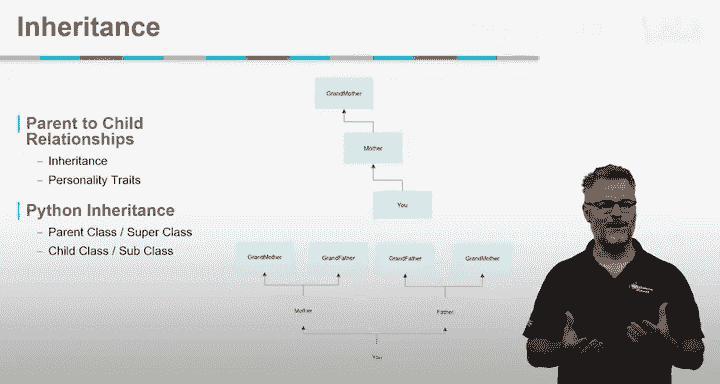 Inheritance
Parent to Child
Relationships
– Inheritance
– Personality Traits
Python Inheritance
– Parent Class / Super Class
– Child Class / Sub Class
GrandMother
Mother
You
GrandMother
GrandFather
GrandFather
GrandMother
Mother
Father
You